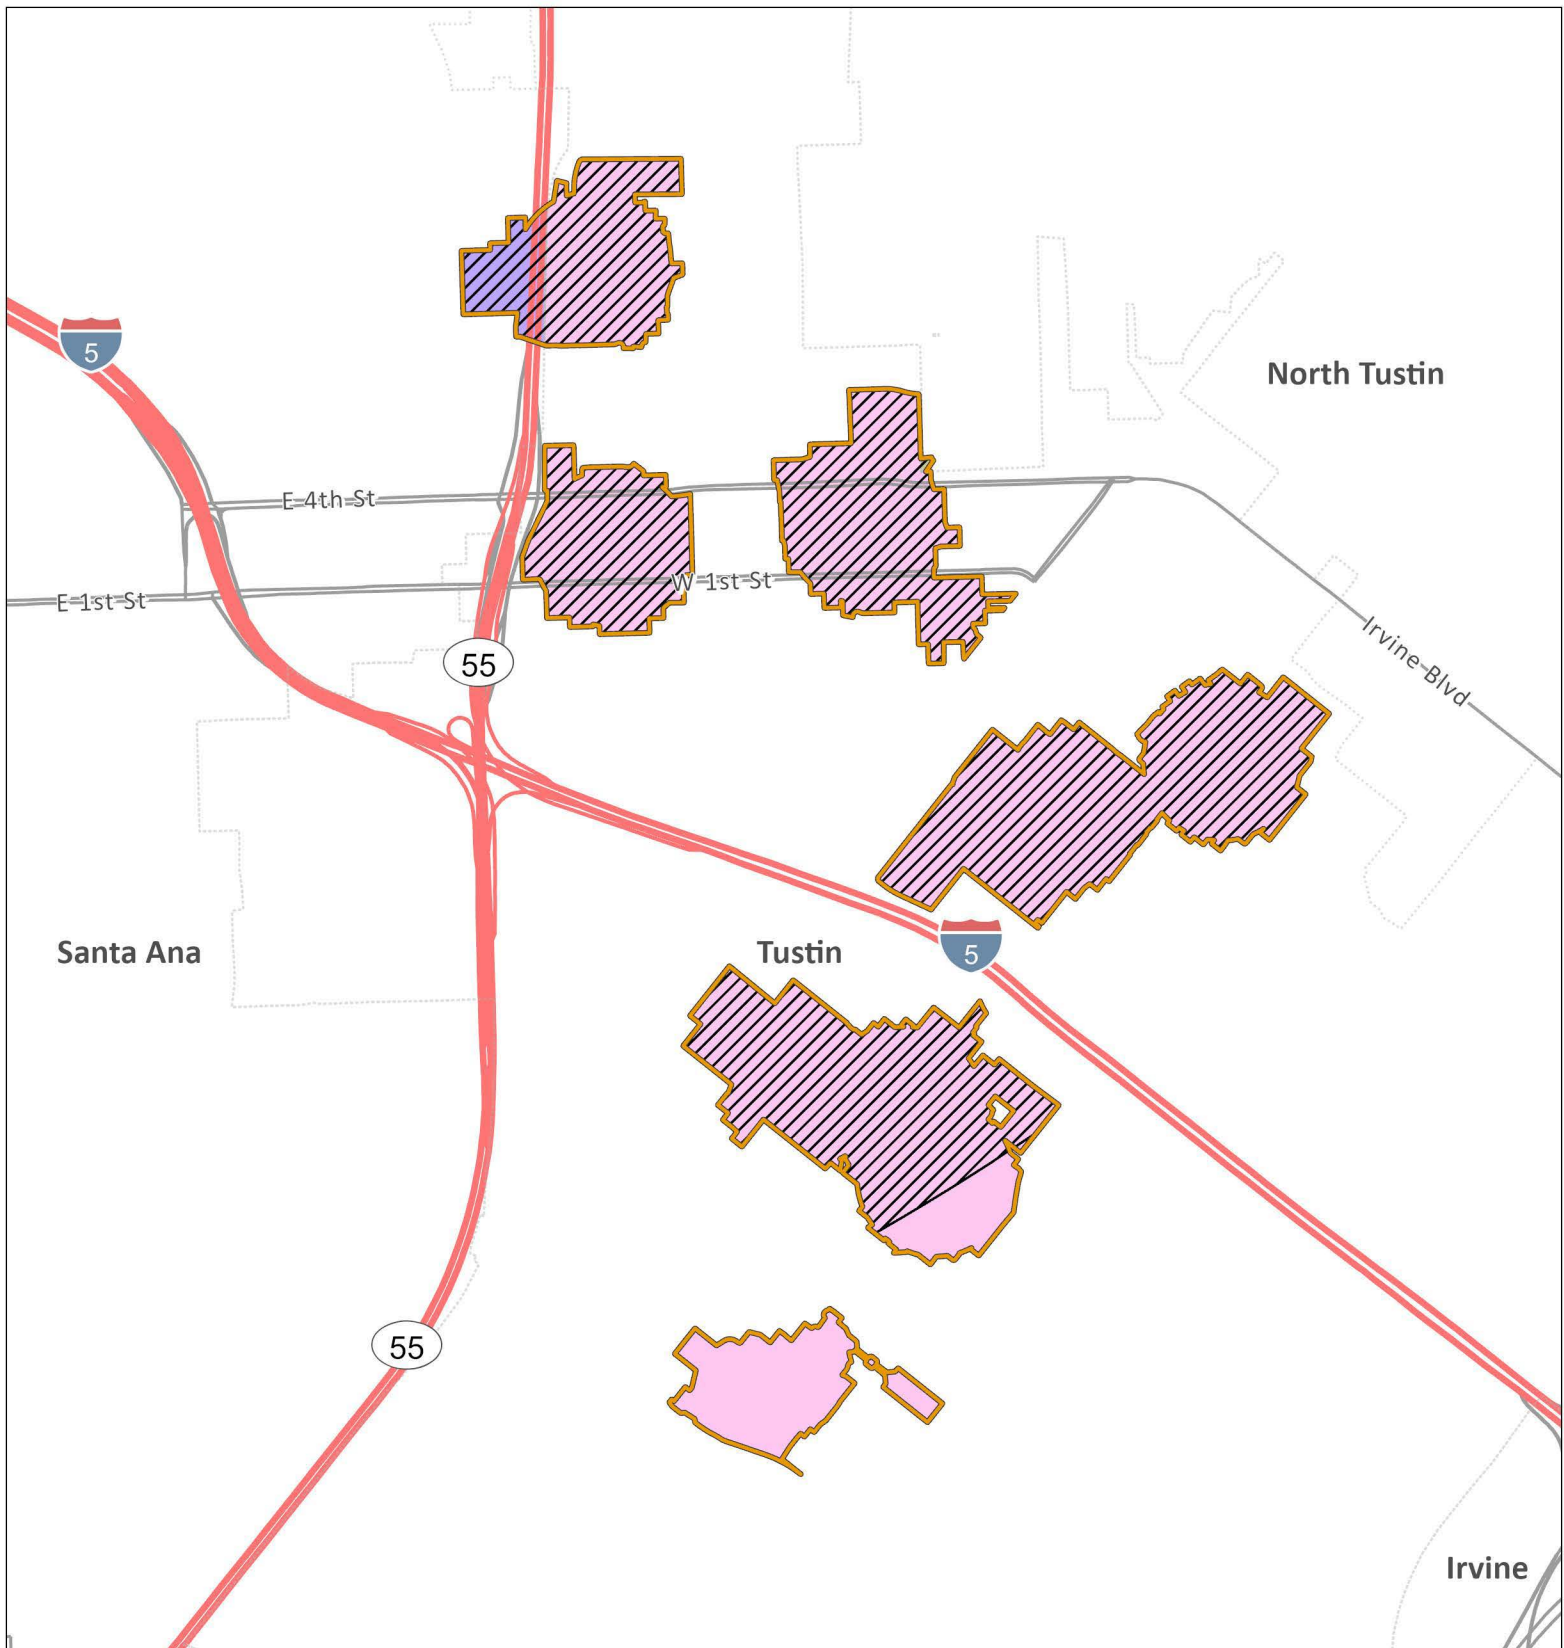 5
North Tustin
E 4th St
W 1st St
E 1st St
Irvine Blvd
55
Santa Ana
Tustin
5
55
Irvine